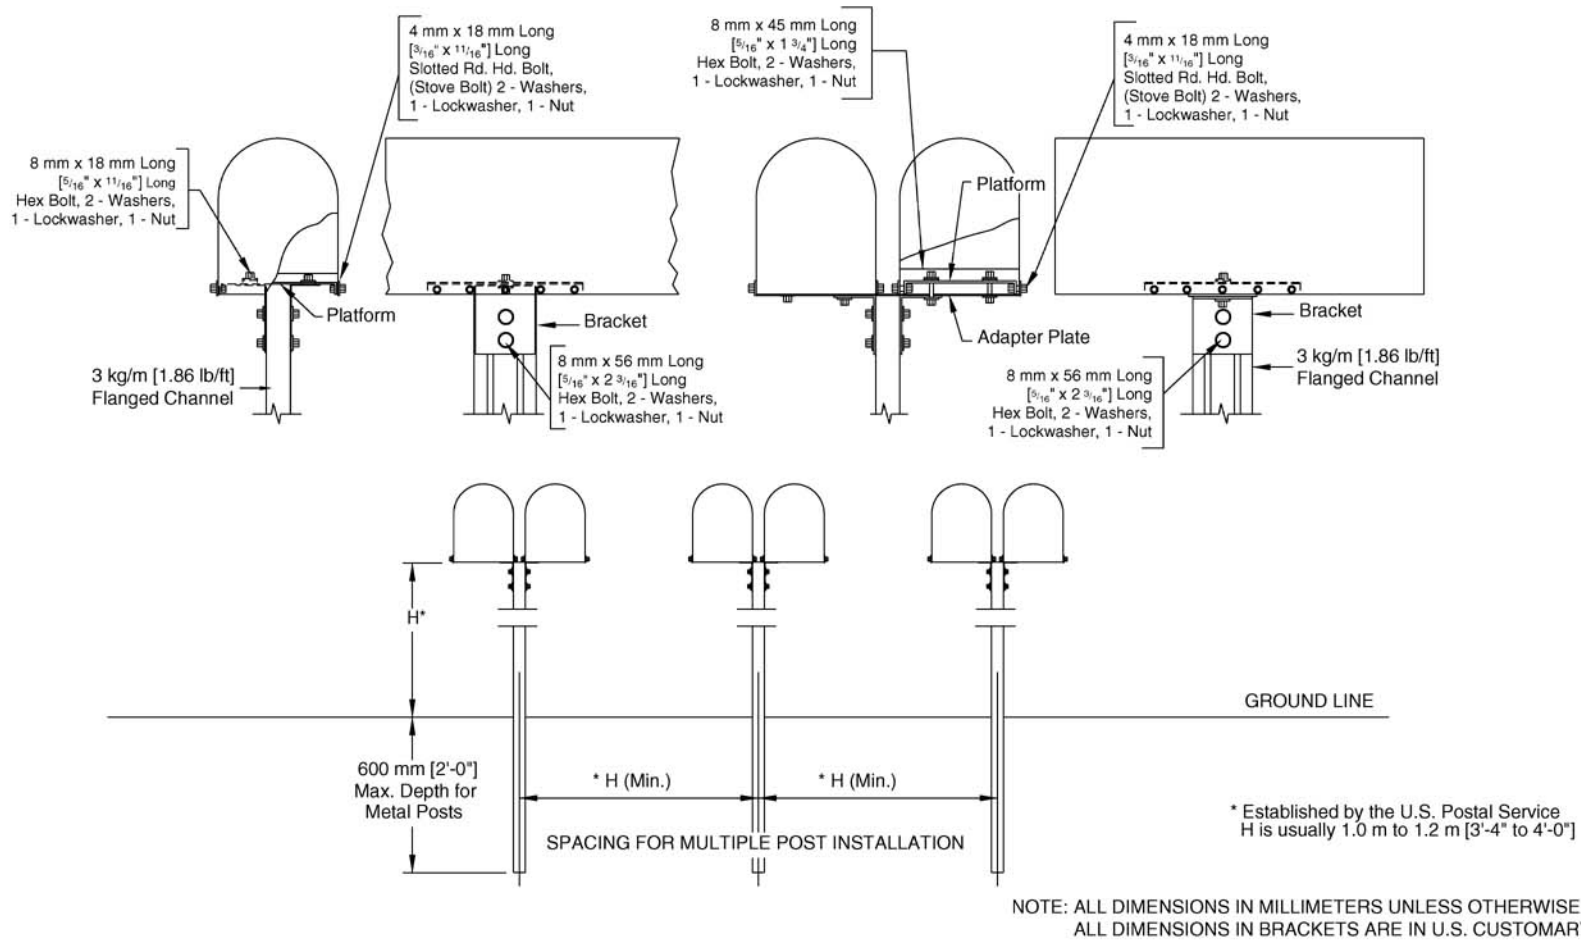 4 mm x 18 mm Long
[3/16" x 11/16"] Long
Slotted Rd. Hd. Bolt,
(Stove Bolt) 2 - Washers,
1 - Lockwasher, 1 - Nut
8 mm x 45 mm Long
[5/16" x 1 3/4"] Long
Hex Bolt, 2 - Washers,
1 - Lockwasher, 1 - Nut
4 mm x 18 mm Long
[3/16" x 11/16"] Long
Slotted Rd. Hd. Bolt,
(Stove Bolt) 2 - Washers,
1 - Lockwasher, 1 - Nut
8 mm x 18 mm Long
[5/16" x 11/16"] Long
Hex Bolt, 2 - Washers,
1 - Lockwasher, 1 - Nut
Platform
Platform
Bracket
Adapter Plate
Bracket
3 kg/m [1.86 lb/ft]
Flanged Channel
8 mm x 56 mm Long
[5/16" x 2 3/16"] Long
Hex Bolt, 2 - Washers,
1 - Lockwasher, 1 - Nut
8 mm x 56 mm Long
[5/16" x 2 3/16"] Long
Hex Bolt, 2 - Washers,
1 - Lockwasher, 1 - Nut
3 kg/m [1.86 lb/ft]
Flanged Channel
H*
GROUND LINE
600 mm [2'-0"]
Max. Depth for
Metal Posts
* H (Min.)
* H (Min.)
SPACING FOR MULTIPLE POST INSTALLATION
* Established by the U.S. Postal Service
H is usually 1.0 m to 1.2 m [3'-4" to 4'-0"]
NOTE: ALL DIMENSIONS IN MILLIMETERS UNLESS OTHERWISE
ALL DIMENSIONS IN BRACKETS ARE IN U.S. CUSTOMAR